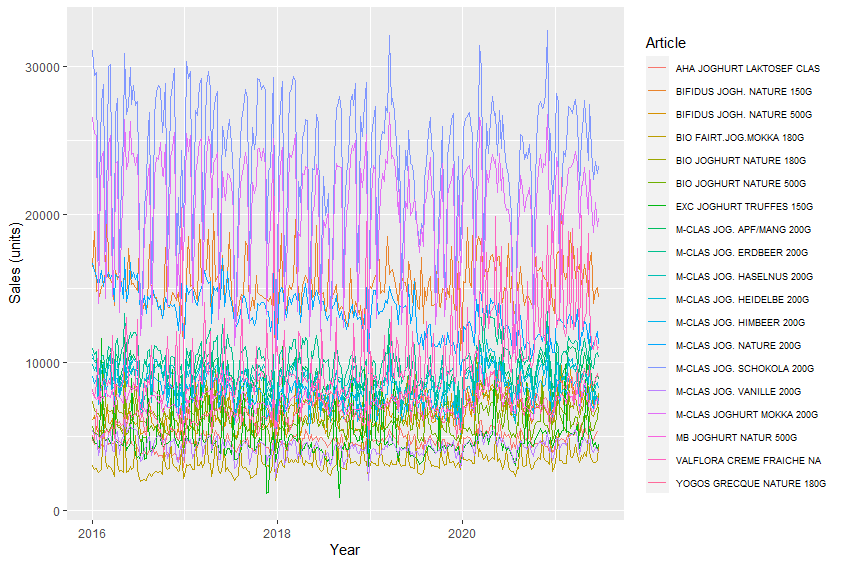 Article
AHA JOGHURT LAKTOSEF CLAS
BIFIDUS JOGH. NATURE 150G
BIFIDUS JOGH. NATURE 500G
BIO FAIRT.JOG.MOKKA 180G
BIO JOGHURT NATURE 180G
BIO JOGHURT NATURE 500G
EXC JOGHURT TRUFFES 150G
M-CLAS JOG. APF/MANG 200G
M-CLAS JOG. ERDBEER 200G
M-CLAS JOG. HASELNUS 200G
M-CLAS JOG. HEIDELBE 200G
M-CLAS JOG. HIMBEER 200G
M-CLAS JOG. NATURE 200G
M-CLAS JOG. SCHOKOLA 200G
M-CLAS JOG. VANILLE 200G
M-CLAS JOGHURT MOKKA 200G
MB JOGHURT NATUR 500G
VALFLORA CREME FRAICHE NA
YOGOS GRECQUE NATURE 180G
Sales (units)
30000
20000
10000
0
2016
2018
2020
Year